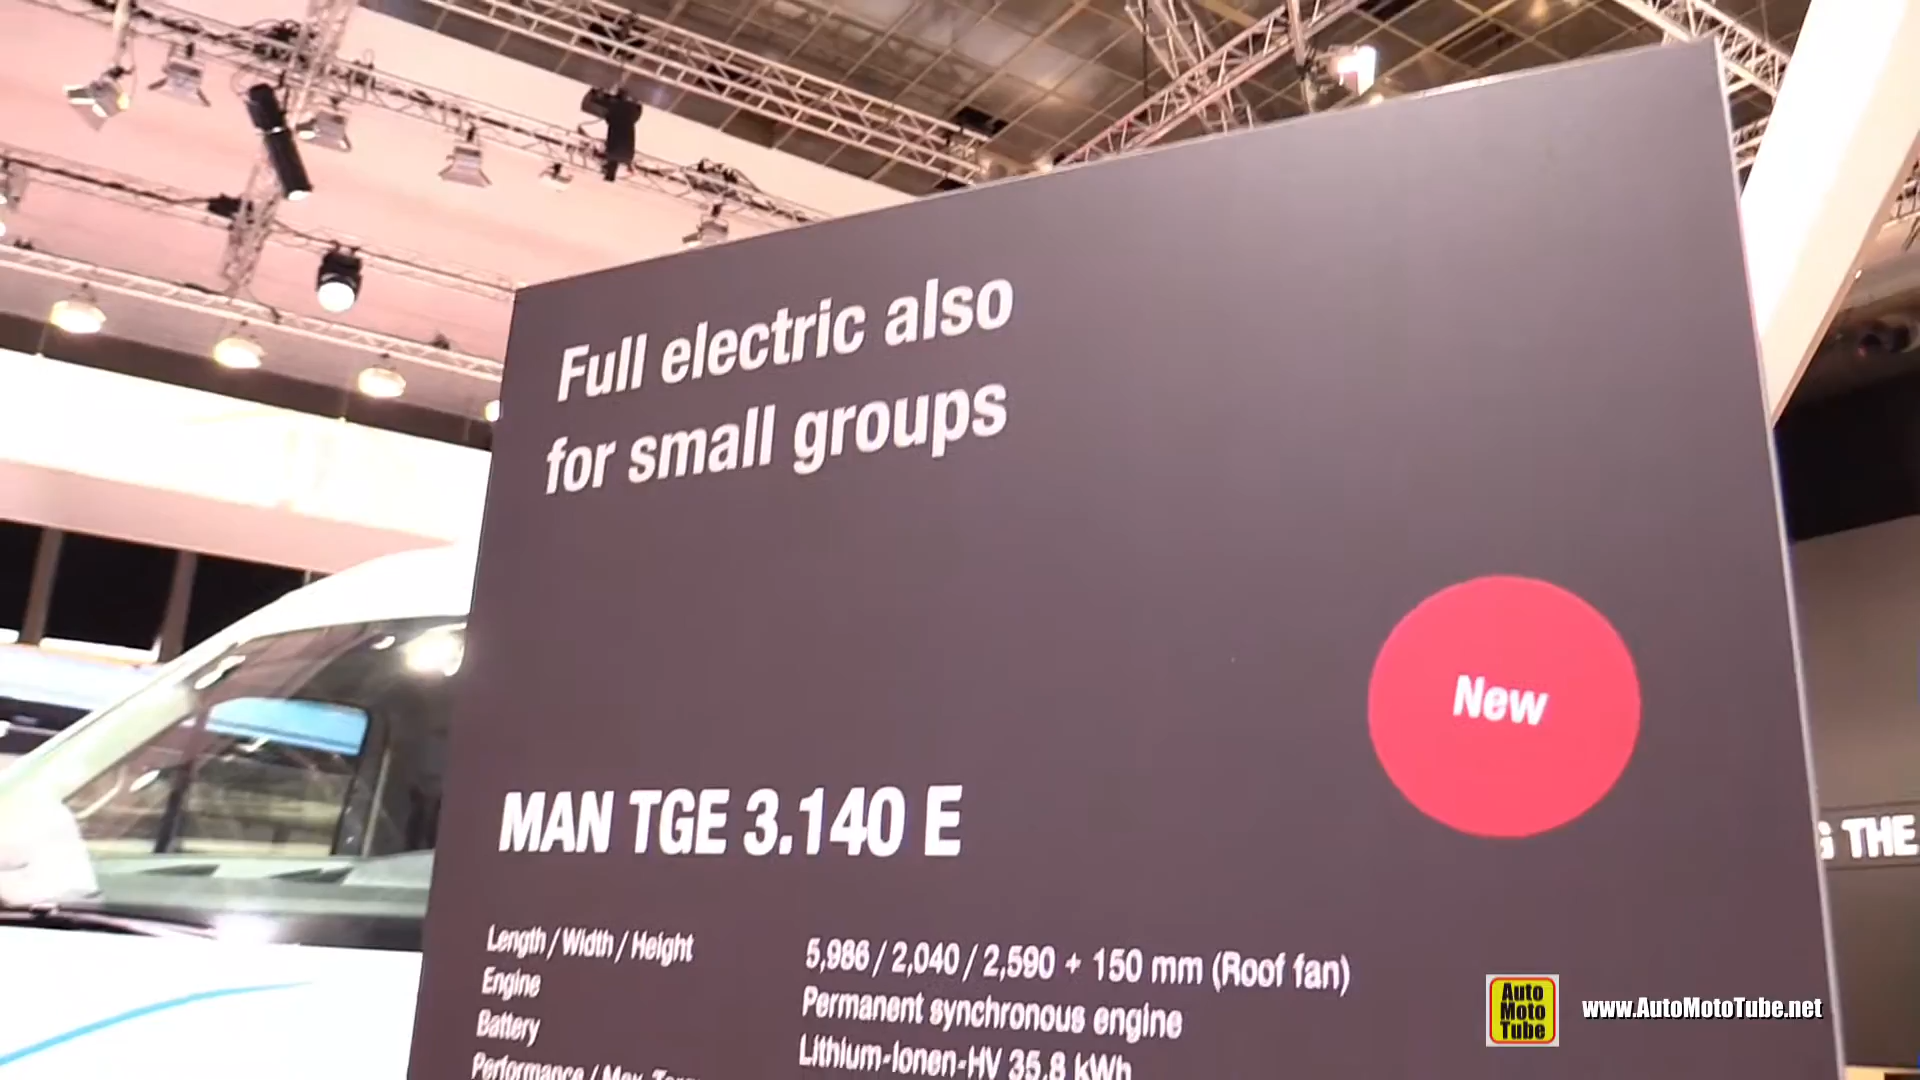 Full electric also
for small groups
New
MAN TGE 3.140 E
Length / Width / Height 5,986 / 2,040 / 2,590 + 150 mm (Roof fan)
Engine Permanent synchronous engine
Battery Lithium-Ionen-HV 35.8 kWh
Performance / Max.
THE
Auto
Moto
Tube
www.AutoMotoTube.net